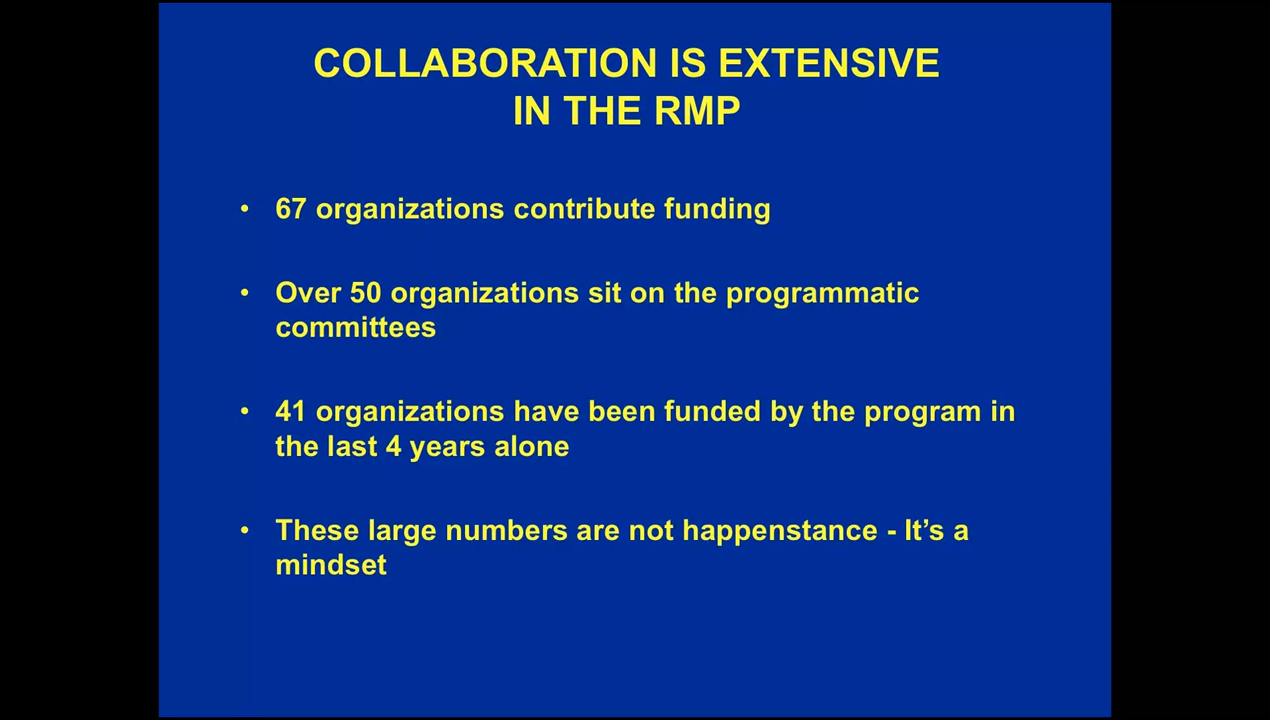 COLLABORATION IS EXTENSIVE
IN THE RMP
• 67 organizations contribute funding
• Over 50 organizations sit on the programmatic
committees
• 41 organizations have been funded by the program in
the last 4 years alone
• These large numbers are not happenstance - It’s a
mindset